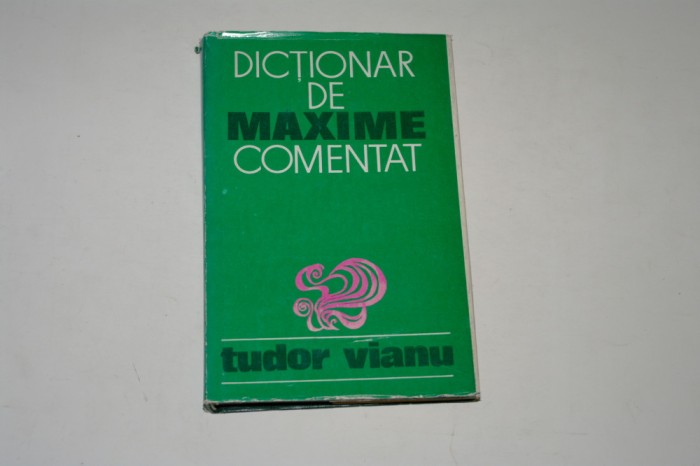 DICȚIONAR
DE
MAXIME
COMENTAT
tudor vianu